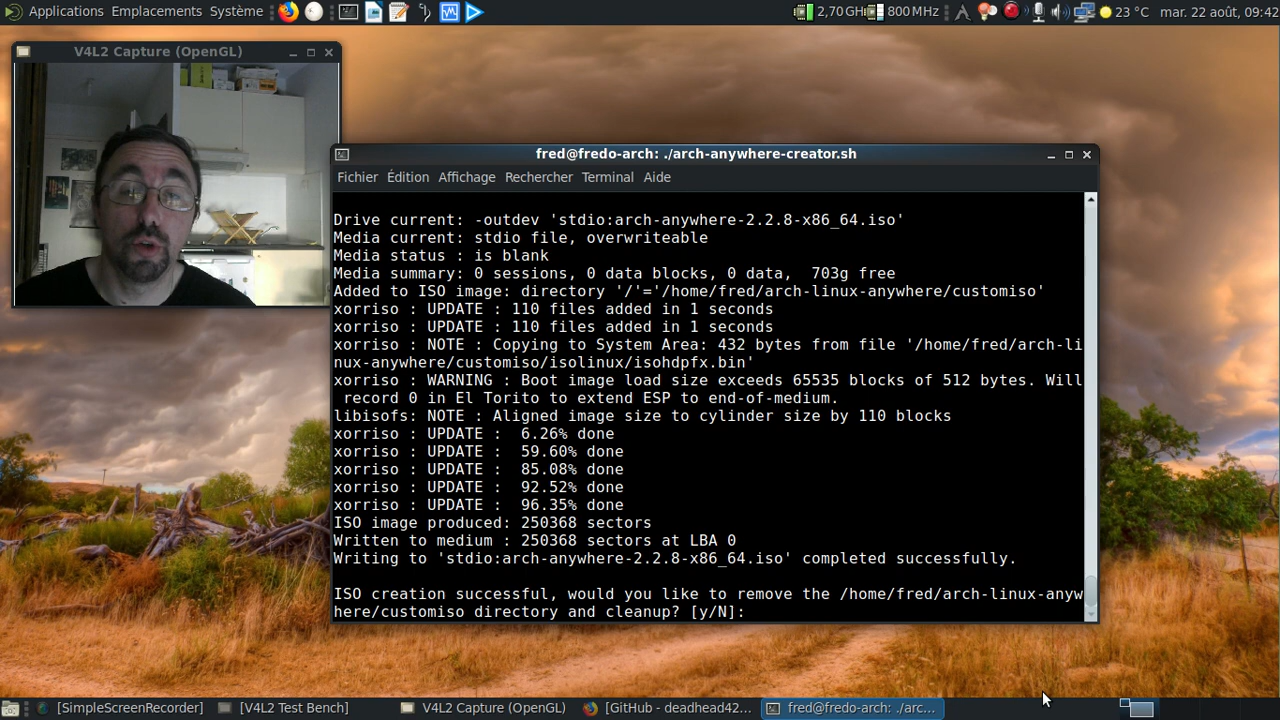 Applications Emplacements Système
2,70 GH 800 MHz 23 °C mar. 22 août, 09:42
V4L2 Capture (OpenGL)
fred@fredo-arch: ./arch-anywhere-creator.sh
Fichier Édition Affichage Rechercher Terminal Aide
Drive current: -outdev 'stdio:arch-anywhere-2.2.8-x86_64.iso'
Media current: stdio file, overwriteable
Media status : is blank
Media summary: 0 sessions, 0 data blocks, 0 data,  703g free
Added to ISO image: directory '/'='/home/fred/arch-linux-anywhere/customiso'
xorriso : UPDATE : 110 files added in 1 seconds
xorriso : UPDATE : 110 files added in 1 seconds
xorriso : NOTE : Copying to System Area: 432 bytes from file '/home/fred/arch-li
nux-anywhere/customiso/isolinux/isohdpfx.bin'
xorriso : WARNING : Boot image load size exceeds 65535 blocks of 512 bytes. Will
 record 0 in El Torito to extend ESP to end-of-medium.
libisofs: NOTE : Aligned image size to cylinder size by 110 blocks
xorriso : UPDATE :  6.26% done
xorriso : UPDATE :  59.60% done
xorriso : UPDATE :  85.08% done
xorriso : UPDATE :  92.52% done
xorriso : UPDATE :  96.35% done
ISO image produced: 250368 sectors
Written to medium : 250368 sectors at LBA 0
Writing to 'stdio:arch-anywhere-2.2.8-x86_64.iso' completed successfully.
ISO creation successful, would you like to remove the /home/fred/arch-linux-anyw
here/customiso directory and cleanup? [y/N]:
[SimpleScreenRecorder] [V4L2 Test Bench] V4L2 Capture (OpenGL) [GitHub - deadhead42... fred@fredo-arch: ./arc...